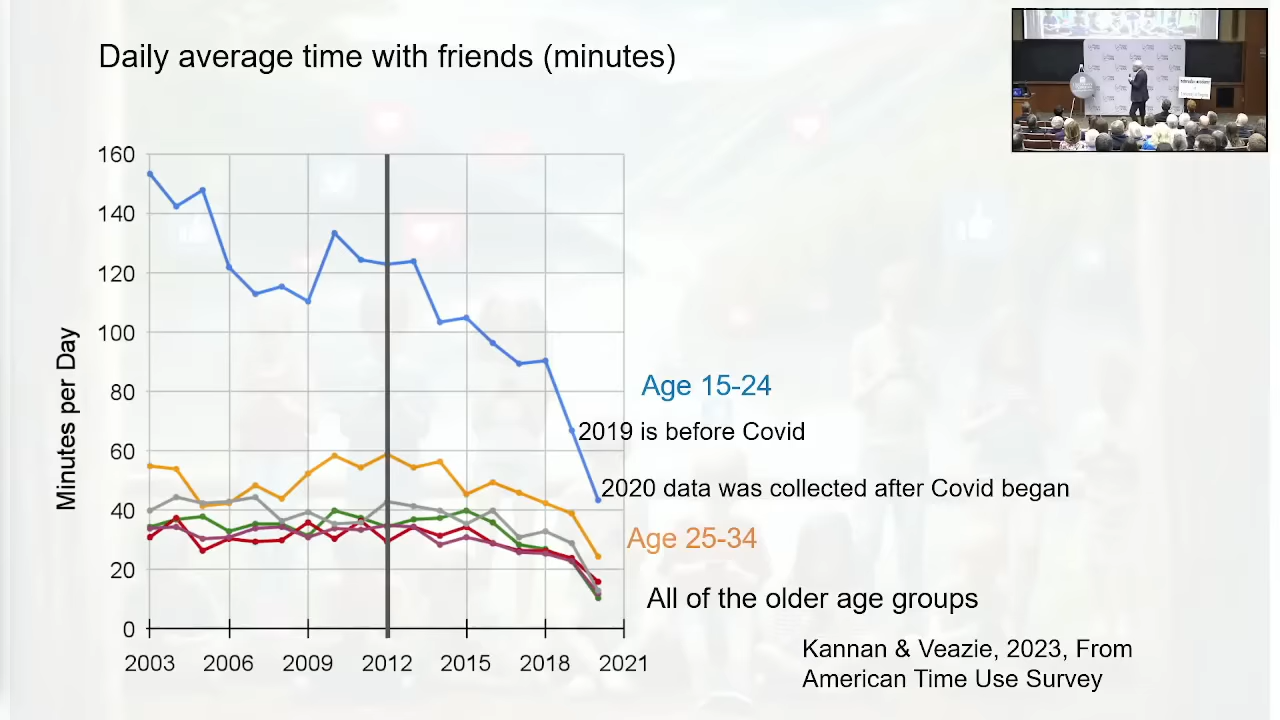 Daily average time with friends (minutes)
160
140
120
100
80
60
40
20
0
Minutes per Day
2003 2006 2009 2012 2015 2018 2021
Age 15-24
2019 is before Covid
2020 data was collected after Covid began
Age 25-34
All of the older age groups
Kannan & Veazie, 2023, From
American Time Use Survey